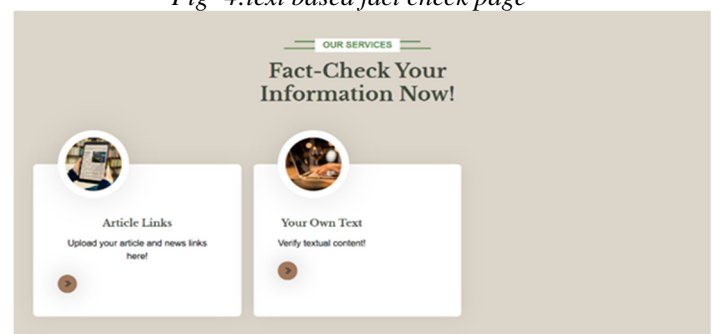 Fig 4.text based fact check page
OUR SERVICES
Fact-Check Your
Information Now!
Article Links
Upload your article and news links
here!
Your Own Text
Verify textual content!